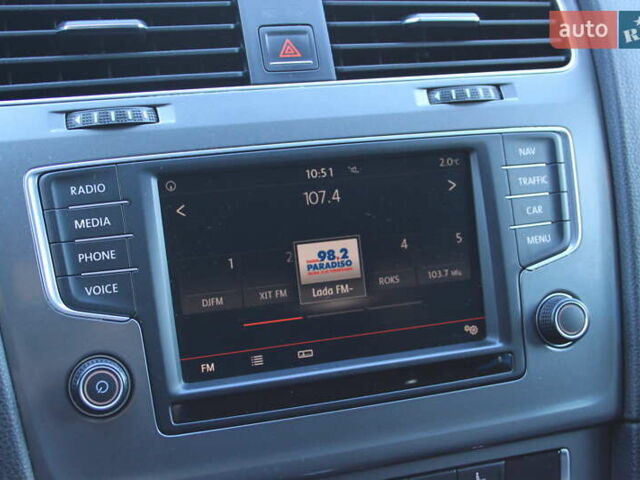 auto
R
RADIO
MEDIA
PHONE
VOICE
10:51
2.0°C
107.4
1
2
4
5
98.2
PARADISO
DJFM
XIT FM
Lada FM-
ROKS
103.7 MHz
FM
NAV
TRAFFIC
CAR
MENU